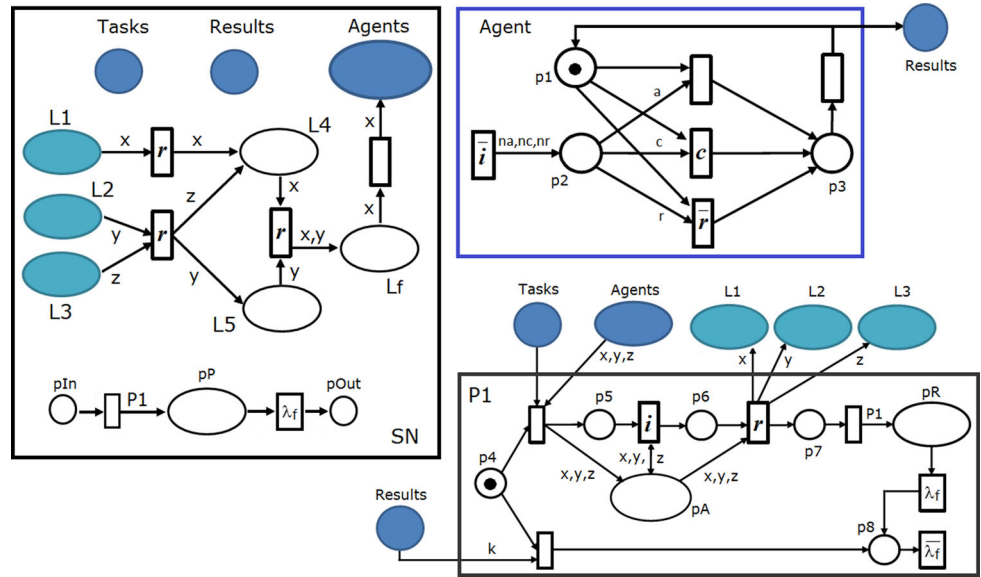 Tasks Results Agents
L1
x r x L4
L2
z x
y r r x,y
z y y
L3 L5 Lf
x
x
pIn P1 pP λf pOut
SN
Agent
p1
Results
a
i na,nc,nr p2 c c p3
r r
Tasks Agents L1 L2 L3
x,y,z x y z
P1
p5 i p6 r p7 P1 pR
p4 x,y,z x,y, z x,y,z
pA
λf
p8 λf
Results
k